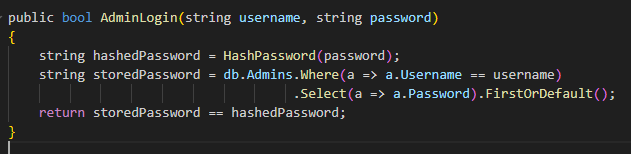 public bool AdminLogin(string username, string password)
{
    string hashedPassword = HashPassword(password);
    string storedPassword = db.Admins.Where(a => a.Username == username)
                                    .Select(a => a.Password).FirstOrDefault();
    return storedPassword == hashedPassword;
}